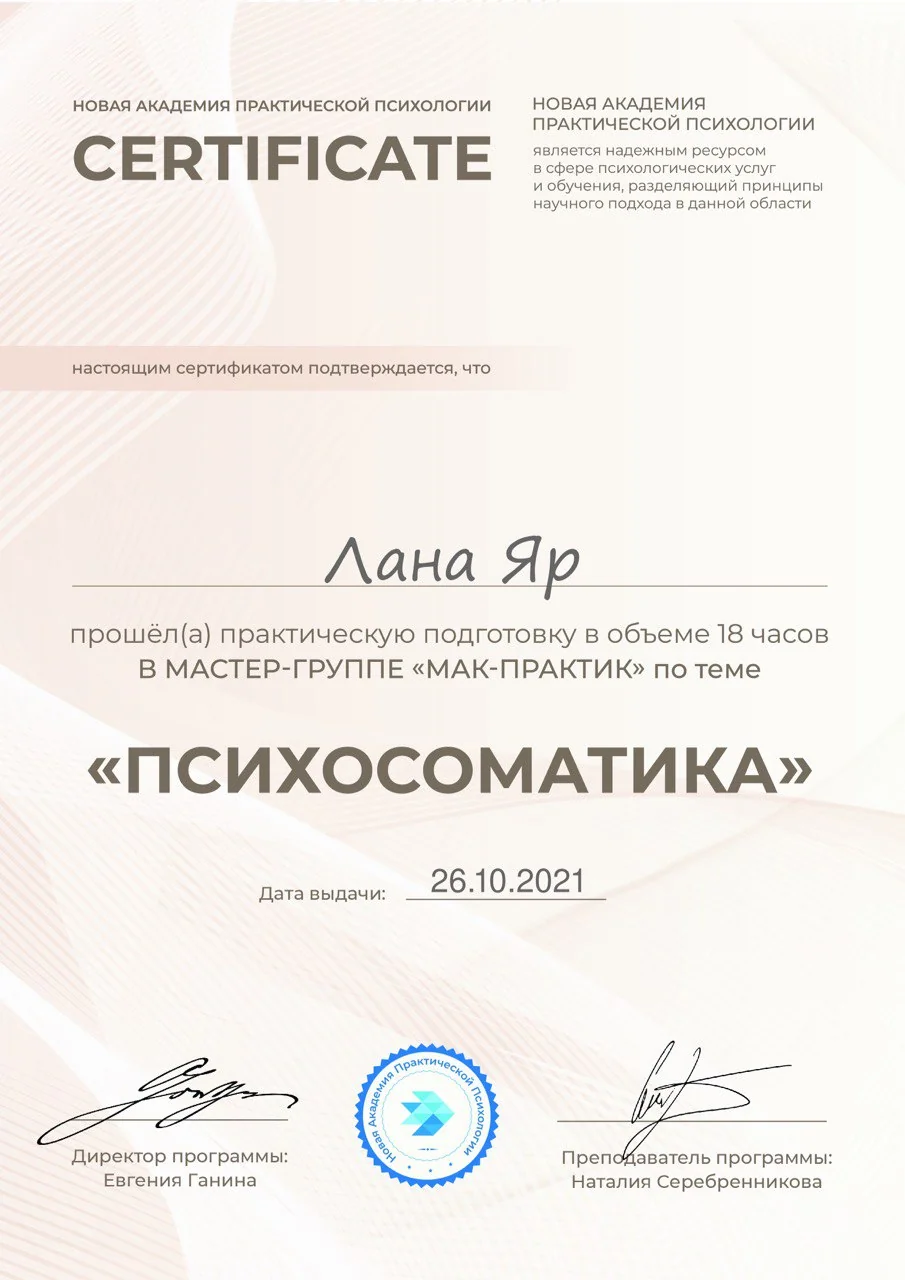 НОВАЯ АКАДЕМИЯ ПРАКТИЧЕСКОЙ ПСИХОЛОГИИ
CERTIFICATE
НОВАЯ АКАДЕМИЯ
ПРАКТИЧЕСКОЙ ПСИХОЛОГИИ
является надежным ресурсом
в сфере психологических услуг
и обучения, разделяющий принципы
научного подхода в данной области
настоящим сертификатом подтверждается, что
Лана Яр
прошёл(а) практическую подготовку в объеме 18 часов
В МАСТЕР-ГРУППЕ «МАК-ПРАКТИК» по теме
«ПСИХОСОМАТИКА»
Дата выдачи: 26.10.2021
Новая Академия Практической Психологии
Директор программы:
Евгения Ганина
Преподаватель программы:
Наталия Серебренникова